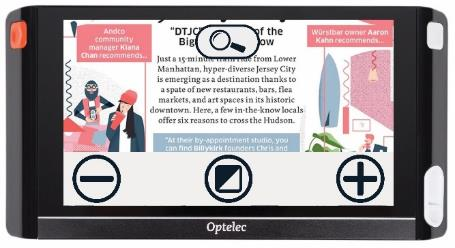 "DTJC" of the
Big ow
Andco
community
manager Kiana
Chan recommends...
Just a 15-minute from Lower
Manhattan, hyper-diverse Jersey City
is emerging as a destination thanks to
a spate of new restaurants, bars, flea
markets, and art spaces in its historic
downtown. Here, a few in-the-know locals
offer six reasons to cross the Hudson.
Würstbar owner Aaron
Kahn recommends...
"At their by-appointment studio, you
can find Billykirk founders Chris and
Optelec